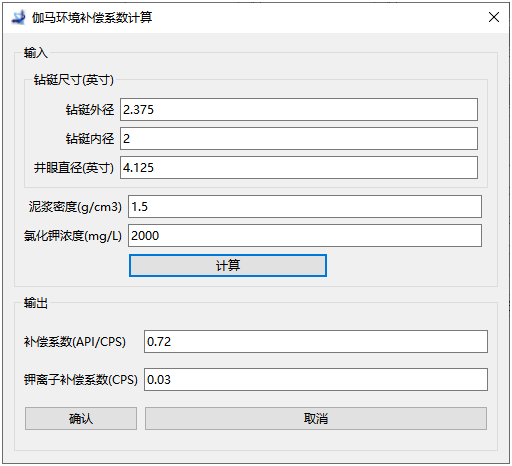 伽马环境补偿系数计算
输入
钻铤尺寸(英寸)
钻铤外径 2.375
钻铤内径 2
井眼直径(英寸) 4.125
泥浆密度(g/cm3) 1.5
氯化钾浓度(mg/L) 2000
计算
输出
补偿系数(API/CPS) 0.72
钾离子补偿系数(CPS) 0.03
确认 取消